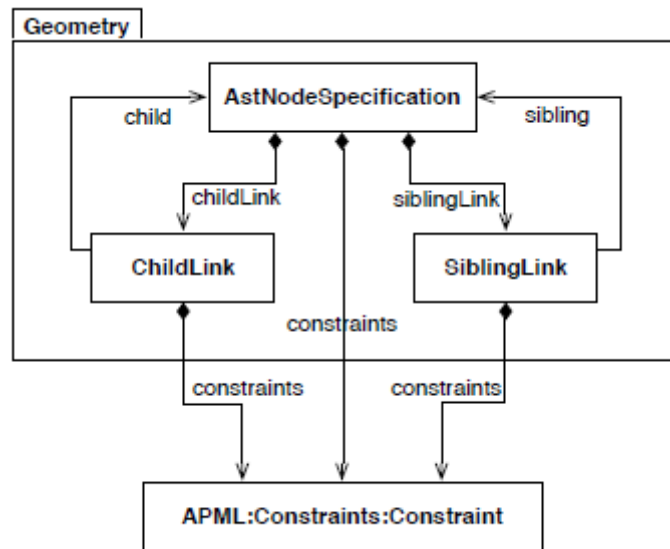 Geometry
AstNodeSpecification
child
sibling
childLink
siblingLink
ChildLink
SiblingLink
constraints
constraints
constraints
APML:Constraints:Constraint